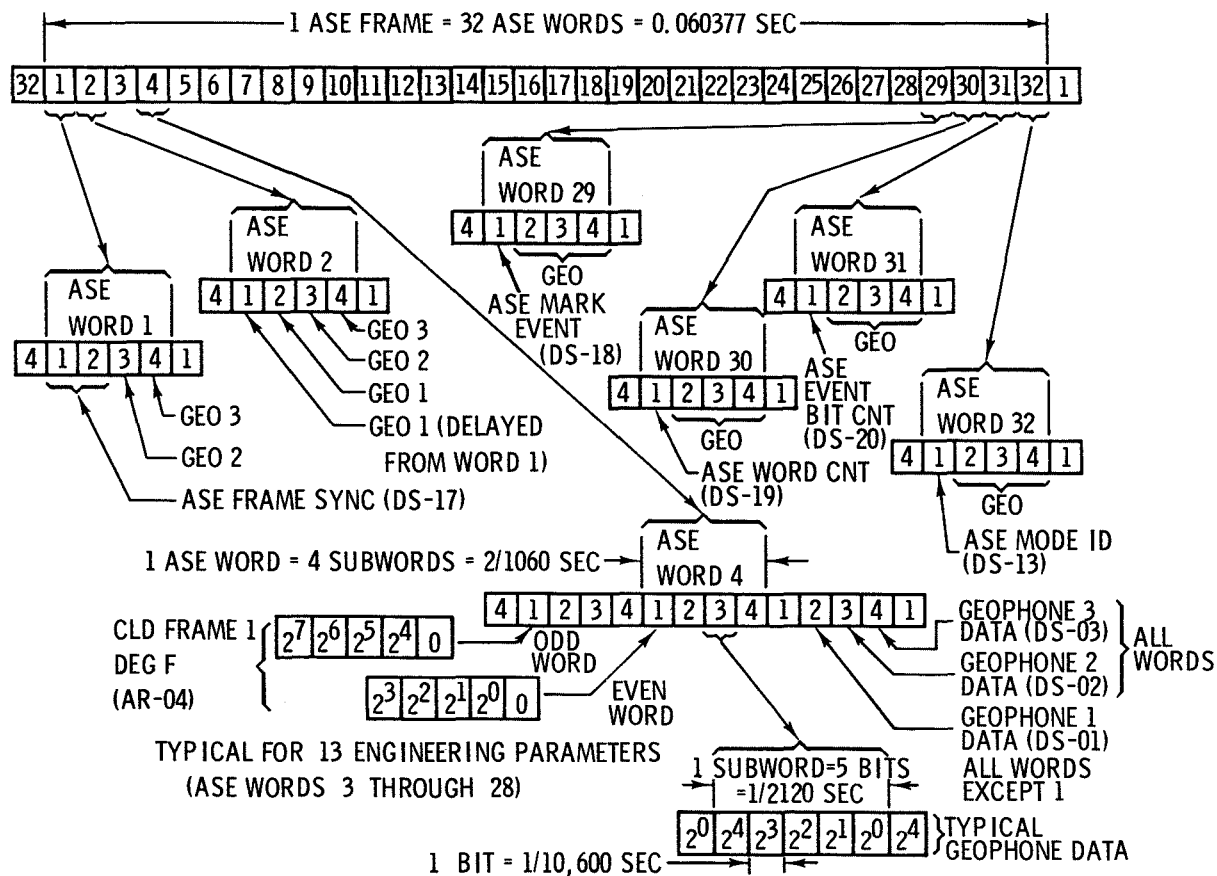 1 ASE FRAME = 32 ASE WORDS = 0.060377 SEC
32 1 2 3 4 5 6 7 8 9 10 11 12 13 14 15 16 17 18 19 20 21 22 23 24 25 26 27 28 29 30 31 32 1
ASE
WORD 29
4 1 2 3 4 1
GEO
ASE MARK
EVENT
(DS-18)
ASE
WORD 2
4 1 2 3 4 1
GEO 3
GEO 2
GEO 1
GEO 1 (DELAYED
FROM WORD 1)
ASE
WORD 31
4 1 2 3 4 1
GEO
ASE
EVENT
BIT CNT
(DS-20)
ASE
WORD 1
4 1 2 3 4 1
GEO 3
GEO 2
ASE FRAME SYNC (DS-17)
ASE
WORD 30
4 1 2 3 4 1
GEO
ASE WORD CNT
(DS-19)
ASE
WORD 32
4 1 2 3 4 1
GEO
ASE MODE ID
(DS-13)
1 ASE WORD = 4 SUBWORDS = 2/1060 SEC
ASE
WORD 4
4 1 2 3 4 1 2 3 4 1 2 3 4 1
CLD FRAME 1
DEG F
(AR-04)
2^7 2^6 2^5 2^4 0
ODD
WORD
2^3 2^2 2^1 2^0 0
EVEN
WORD
GEOPHONE 3
DATA (DS-03)
GEOPHONE 2
DATA (DS-02)
ALL
WORDS
GEOPHONE 1
DATA (DS-01)
ALL WORDS
EXCEPT 1
TYPICAL FOR 13 ENGINEERING PARAMETERS
(ASE WORDS 3 THROUGH 28)
1 SUBWORD=5 BITS
=1/2120 SEC
2^0 2^4 2^3 2^2 2^1 2^0 2^4
TYPICAL
GEOPHONE DATA
1 BIT = 1/10,600 SEC